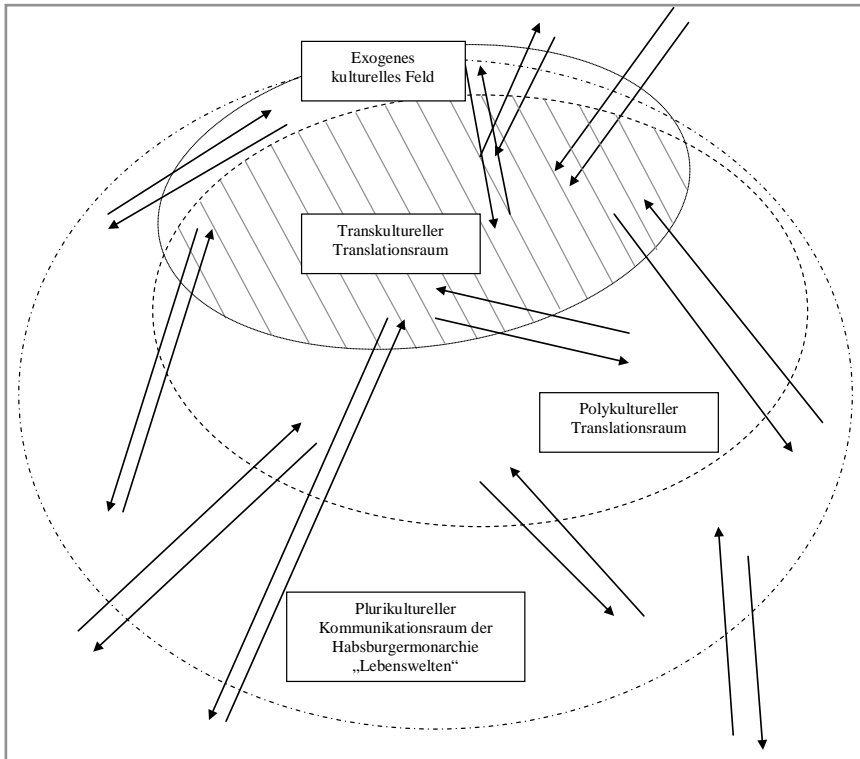 Exogenes
kulturelles Feld
Transkultureller
Translationsraum
Polykultureller
Translationsraum
Plurikultureller
Kommunikationsraum der
Habsburgermonarchie
„Lebenswelten“